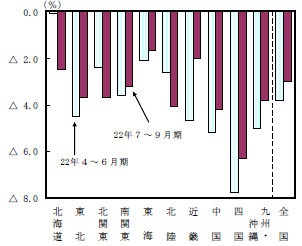 (%)
0.0
△ 2.0
△ 4.0
△ 6.0
△ 8.0
22年7～9月期
22年4～6月期
北海道
東北
北関東
南関東
東海
北陸
近畿
中国
四国
九州・沖縄
全国